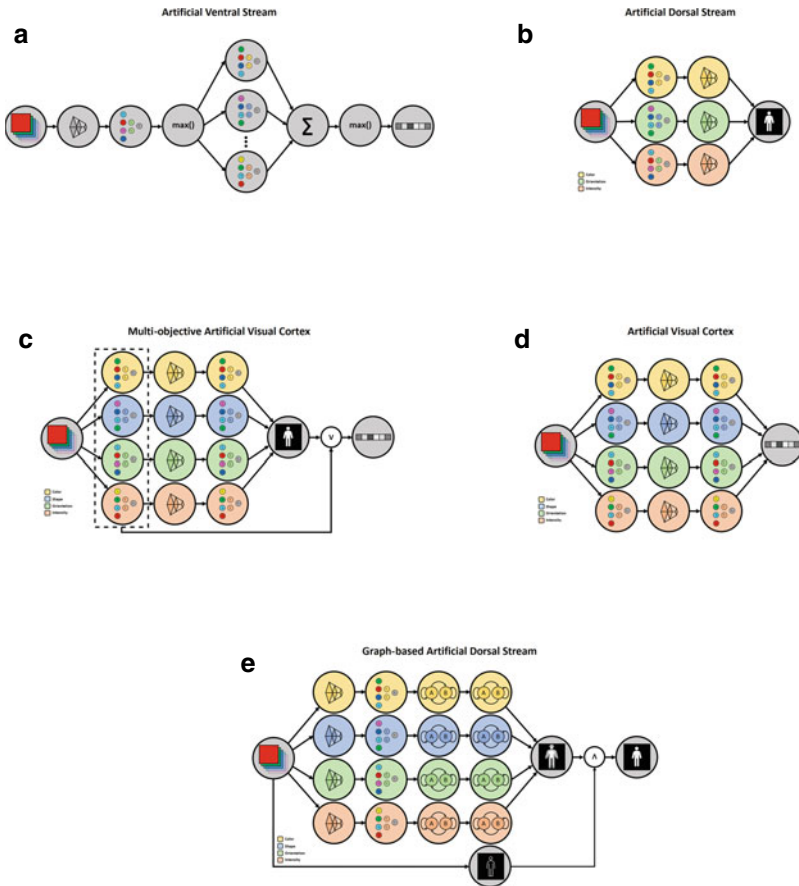 Artificial Ventral Stream
a
max()
Σ
max()
Artificial Dorsal Stream
b
Color
Orientation
Intensity
Multi-objective Artificial Visual Cortex
c
v
Color
Shape
Orientation
Intensity
Artificial Visual Cortex
d
Color
Shape
Orientation
Intensity
Graph-based Artificial Dorsal Stream
e
A B A B
A B A B
A B A B
A B A B
∧
Color
Shape
Orientation
Intensity